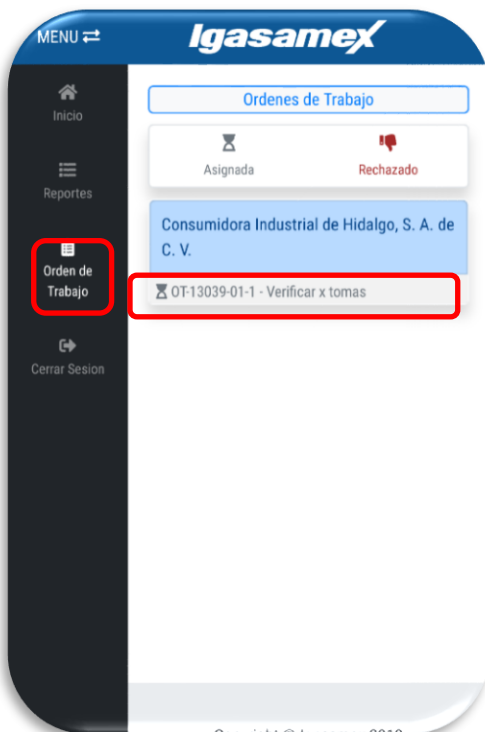 MENU
Igasamex
Inicio
Reportes
Orden de
Trabajo
Cerrar Sesion
Ordenes de Trabajo
Asignada
Rechazado
Consumidora Industrial de Hidalgo, S. A. de
C. V.
OT-13039-01-1 - Verificar x tomas